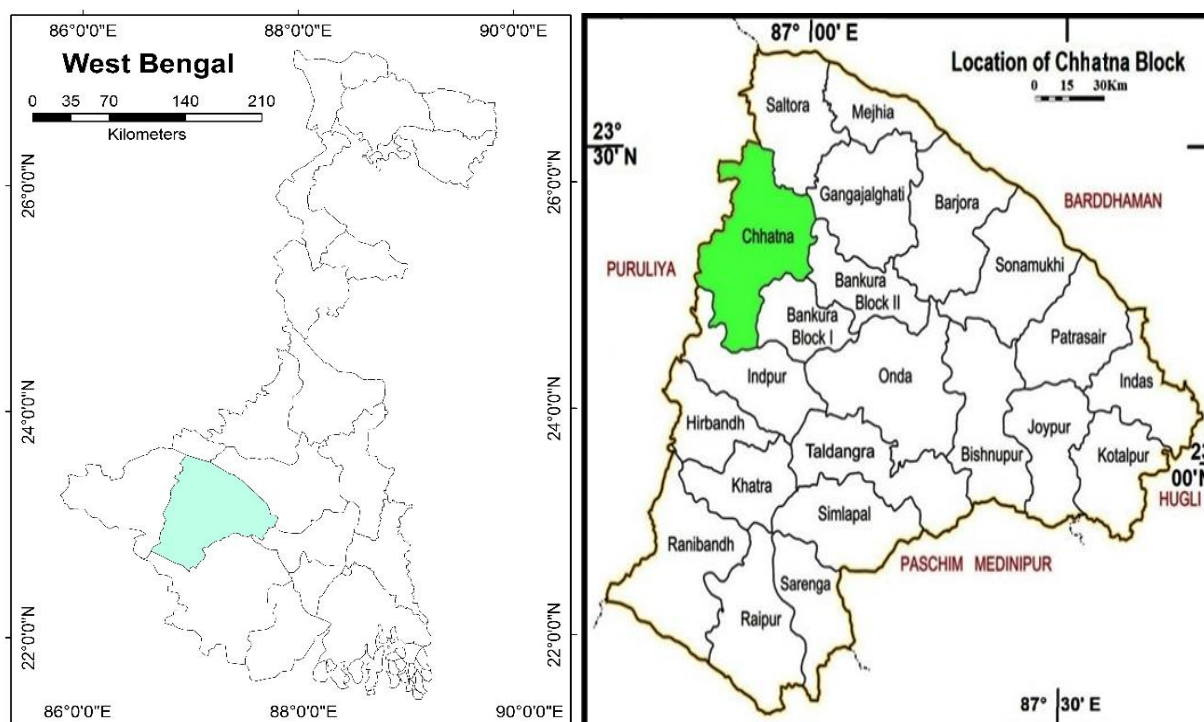 86°0'0"E
88°0'0"E
90°0'0"E
West Bengal
0 35 70 140 210
Kilometers
26°0'0"N
24°0'0"N
22°0'0"N
26°0'0"N
24°0'0"N
22°0'0"N
86°0'0"E
88°0'0"E
90°0'0"E
87° 00' E
Location of Chhatna Block
0 15 30Km
23°
30' N
Saltora
Mejhia
Gangajalghati
Barjora
BARDDHAMAN
Chhatna
PURULIYA
Sonamukhi
Bankura
Block II
Bankura
Block I
Patrasair
Indpur
Onda
Indas
Hirbandh
Taldangra
Bishnupur
Joypur
Kotalpur
23
00'N
Khatra
HUGLI
Simlapal
Ranibandh
PASCHIM MEDINIPUR
Sarenga
Raipur
87° 30' E